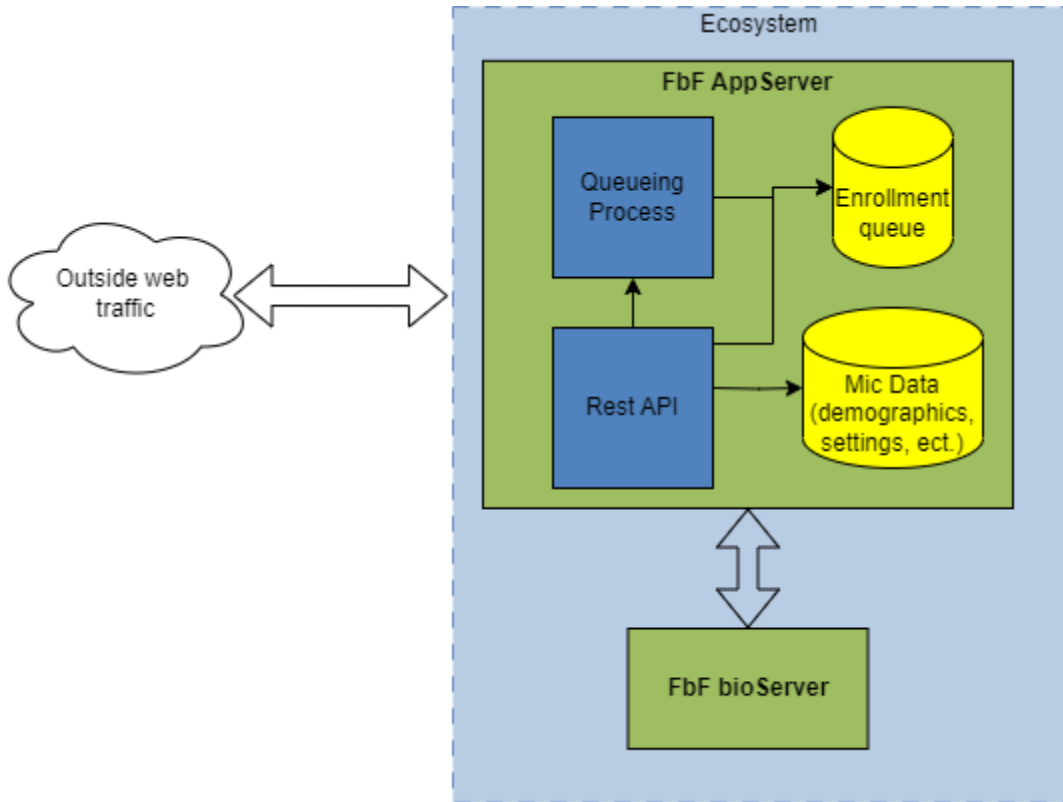 Ecosystem
FbF AppServer
Queueing
Process
Enrollment
queue
Outside web
traffic
Rest API
Mic Data
(demographics,
settings, ect.)
FbF bioServer